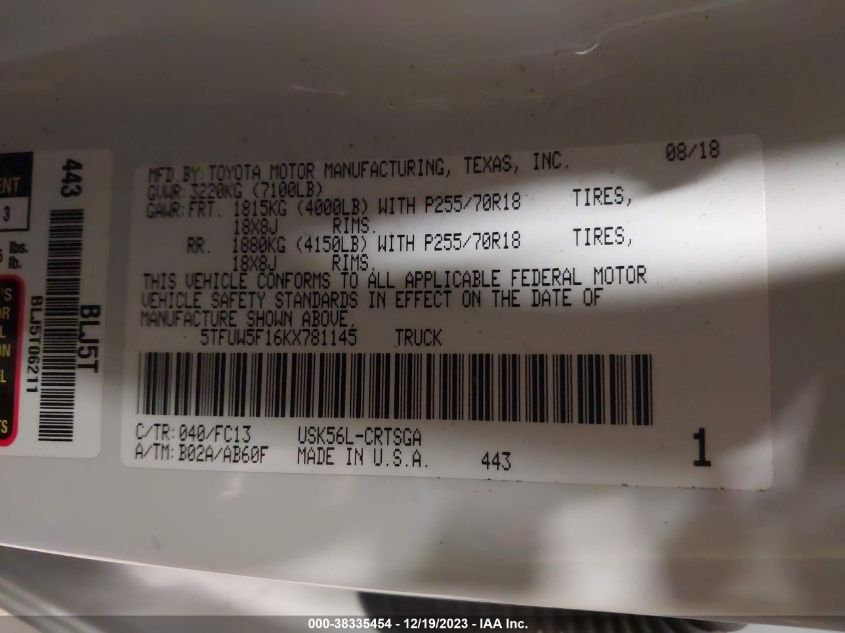 MFD.BY: TOYOTA MOTOR MANUFACTURING, TEXAS, INC. 08/18
GVWR: 3220KG (7100LB)
GAWR: FRT. 1815KG (4000LB) WITH P255/70R18 TIRES,
18X8J RIMS.
RR. 1880KG (4150LB) WITH P255/70R18 TIRES,
18X8J RIMS.
THIS VEHICLE CONFORMS TO ALL APPLICABLE FEDERAL MOTOR
VEHICLE SAFETY STANDARDS IN EFFECT ON THE DATE OF
MANUFACTURE SHOWN ABOVE.
5TFUW5F16KX781145 TRUCK
C/TR: 040/FC13 USK56L-CRTSGA
A/TM: B02A/AB60F MADE IN U.S.A. 443 1
443
BLJ5T
BLJ5T06211
3
lbs.
lb.
000-38335454 - 12/19/2023 - IAA Inc.